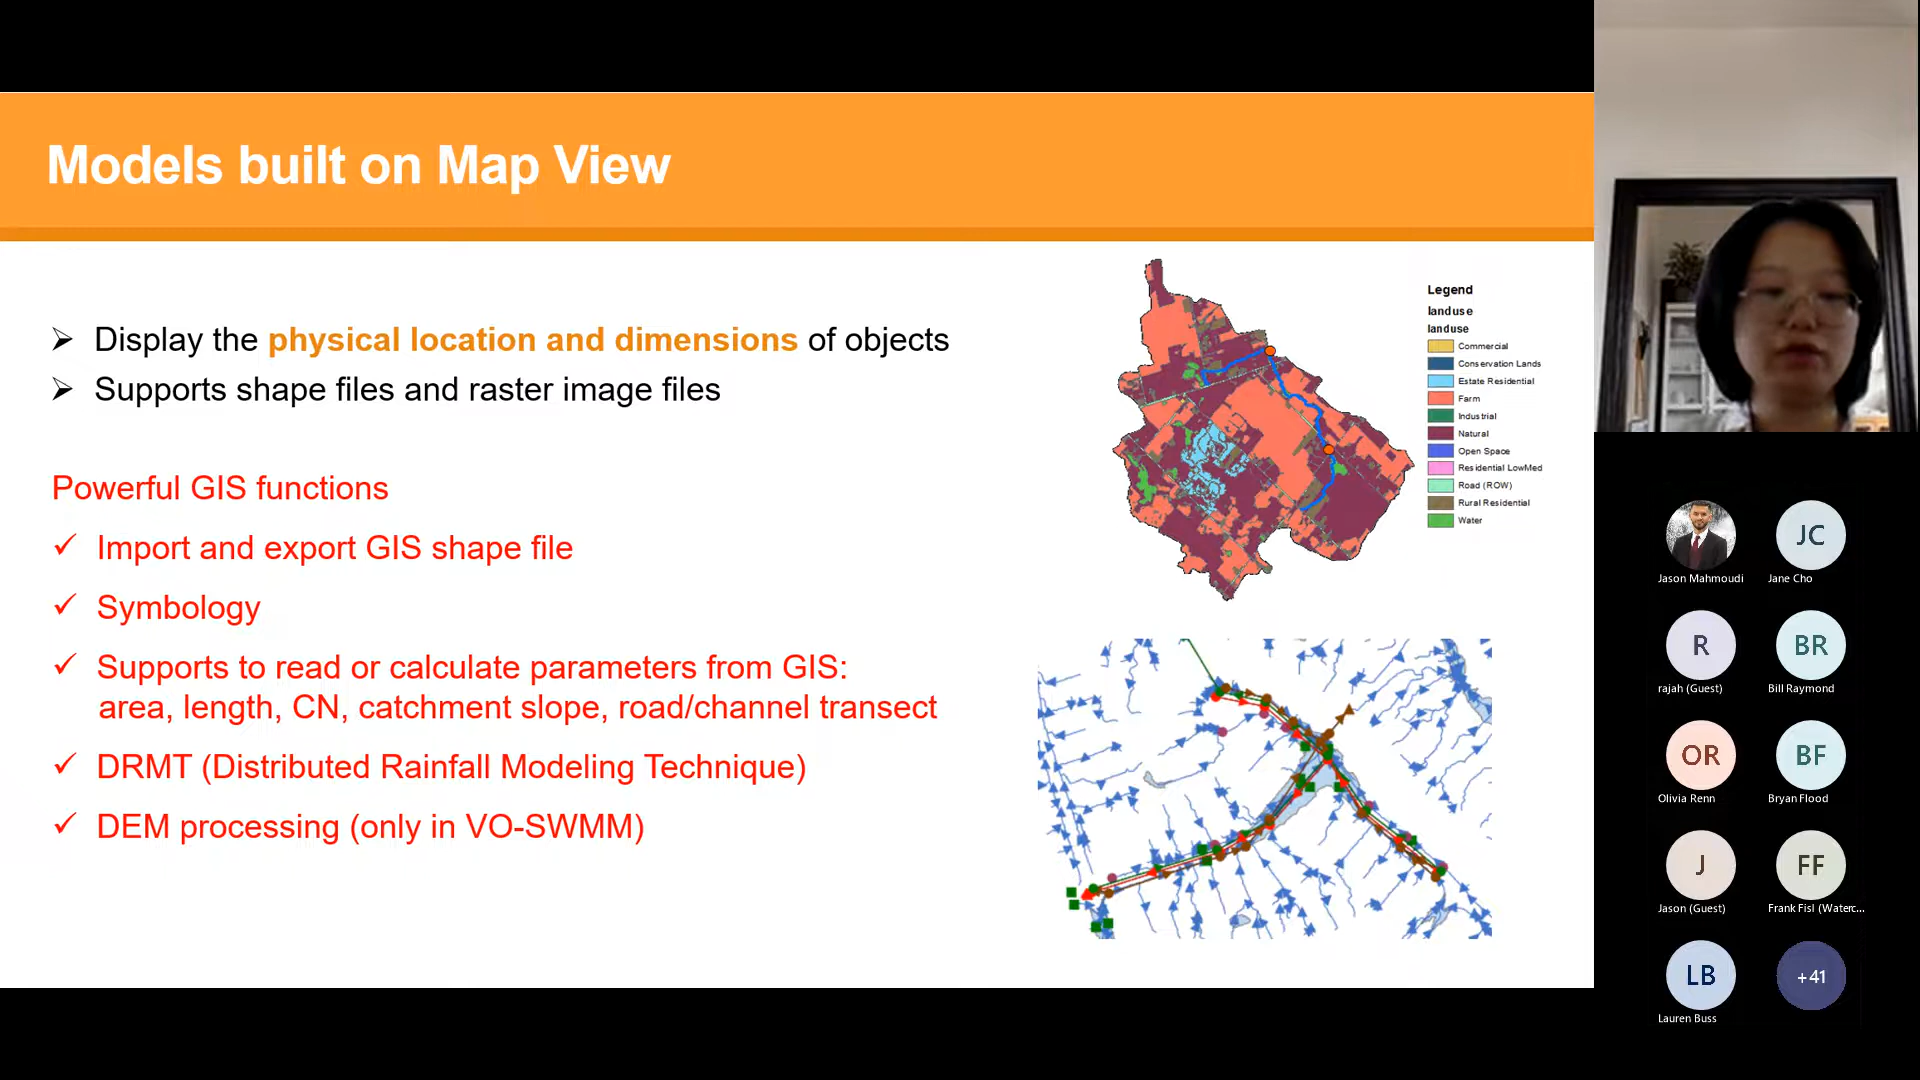 Models built on Map View
Display the physical location and dimensions of objects
Supports shape files and raster image files
Powerful GIS functions
Import and export GIS shape file
Symbology
Supports to read or calculate parameters from GIS:
area, length, CN, catchment slope, road/channel transect
DRMT (Distributed Rainfall Modeling Technique)
DEM processing (only in VO-SWMM)
Legend
landuse
landuse
Commercial
Conservation Lands
Estate Residential
Farm
Industrial
Natural
Open Space
Residential LowMed
Road (ROW)
Rural Residential
Water
Jason Mahmoudi
JC
Jane Cho
R
rajah (Guest)
BR
Bill Raymond
OR
Olivia Renn
BF
Bryan Flood
J
Jason (Guest)
FF
Frank Fisl (Waterc...
LB
Lauren Buss
+41